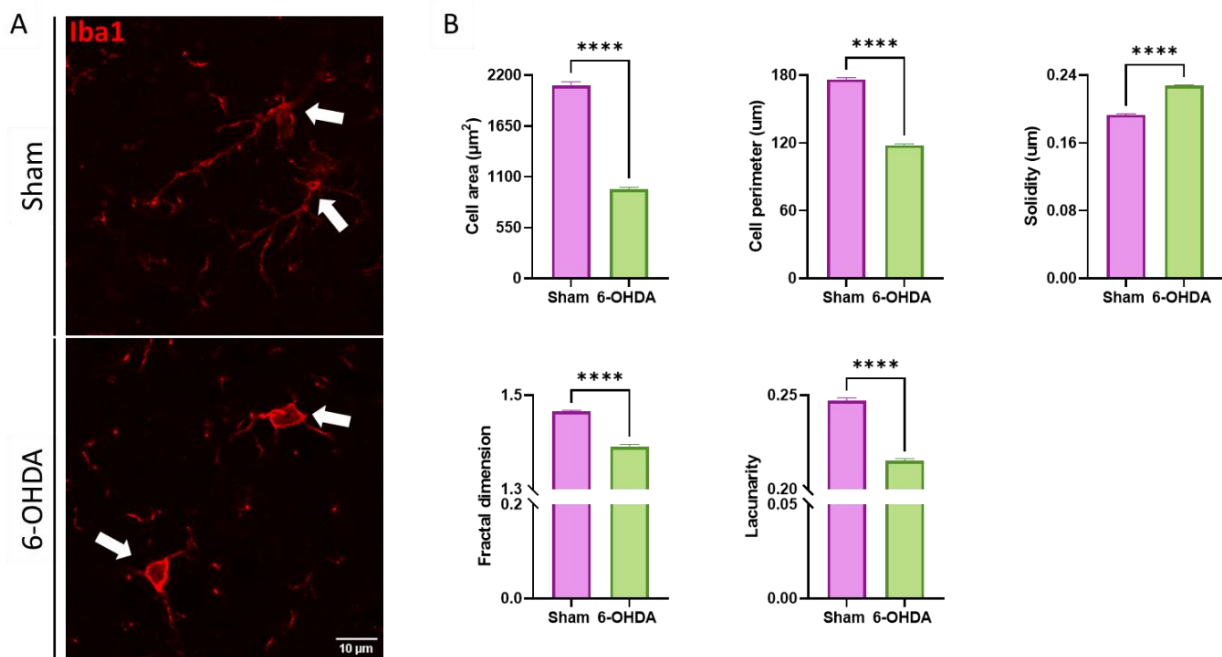 A
Iba1
Sham
6-OHDA
10 µm
B
****
2200
1650
1100
550
0
Cell area (µm²)
Sham 6-OHDA
****
180
120
60
0
Cell perimeter (um)
Sham 6-OHDA
****
0.24
0.16
0.08
0.00
Solidity (um)
Sham 6-OHDA
****
1.5
1.3
0.2
0.0
Fractal dimension
Sham 6-OHDA
****
0.25
0.20
0.05
0.00
Lacunarity
Sham 6-OHDA